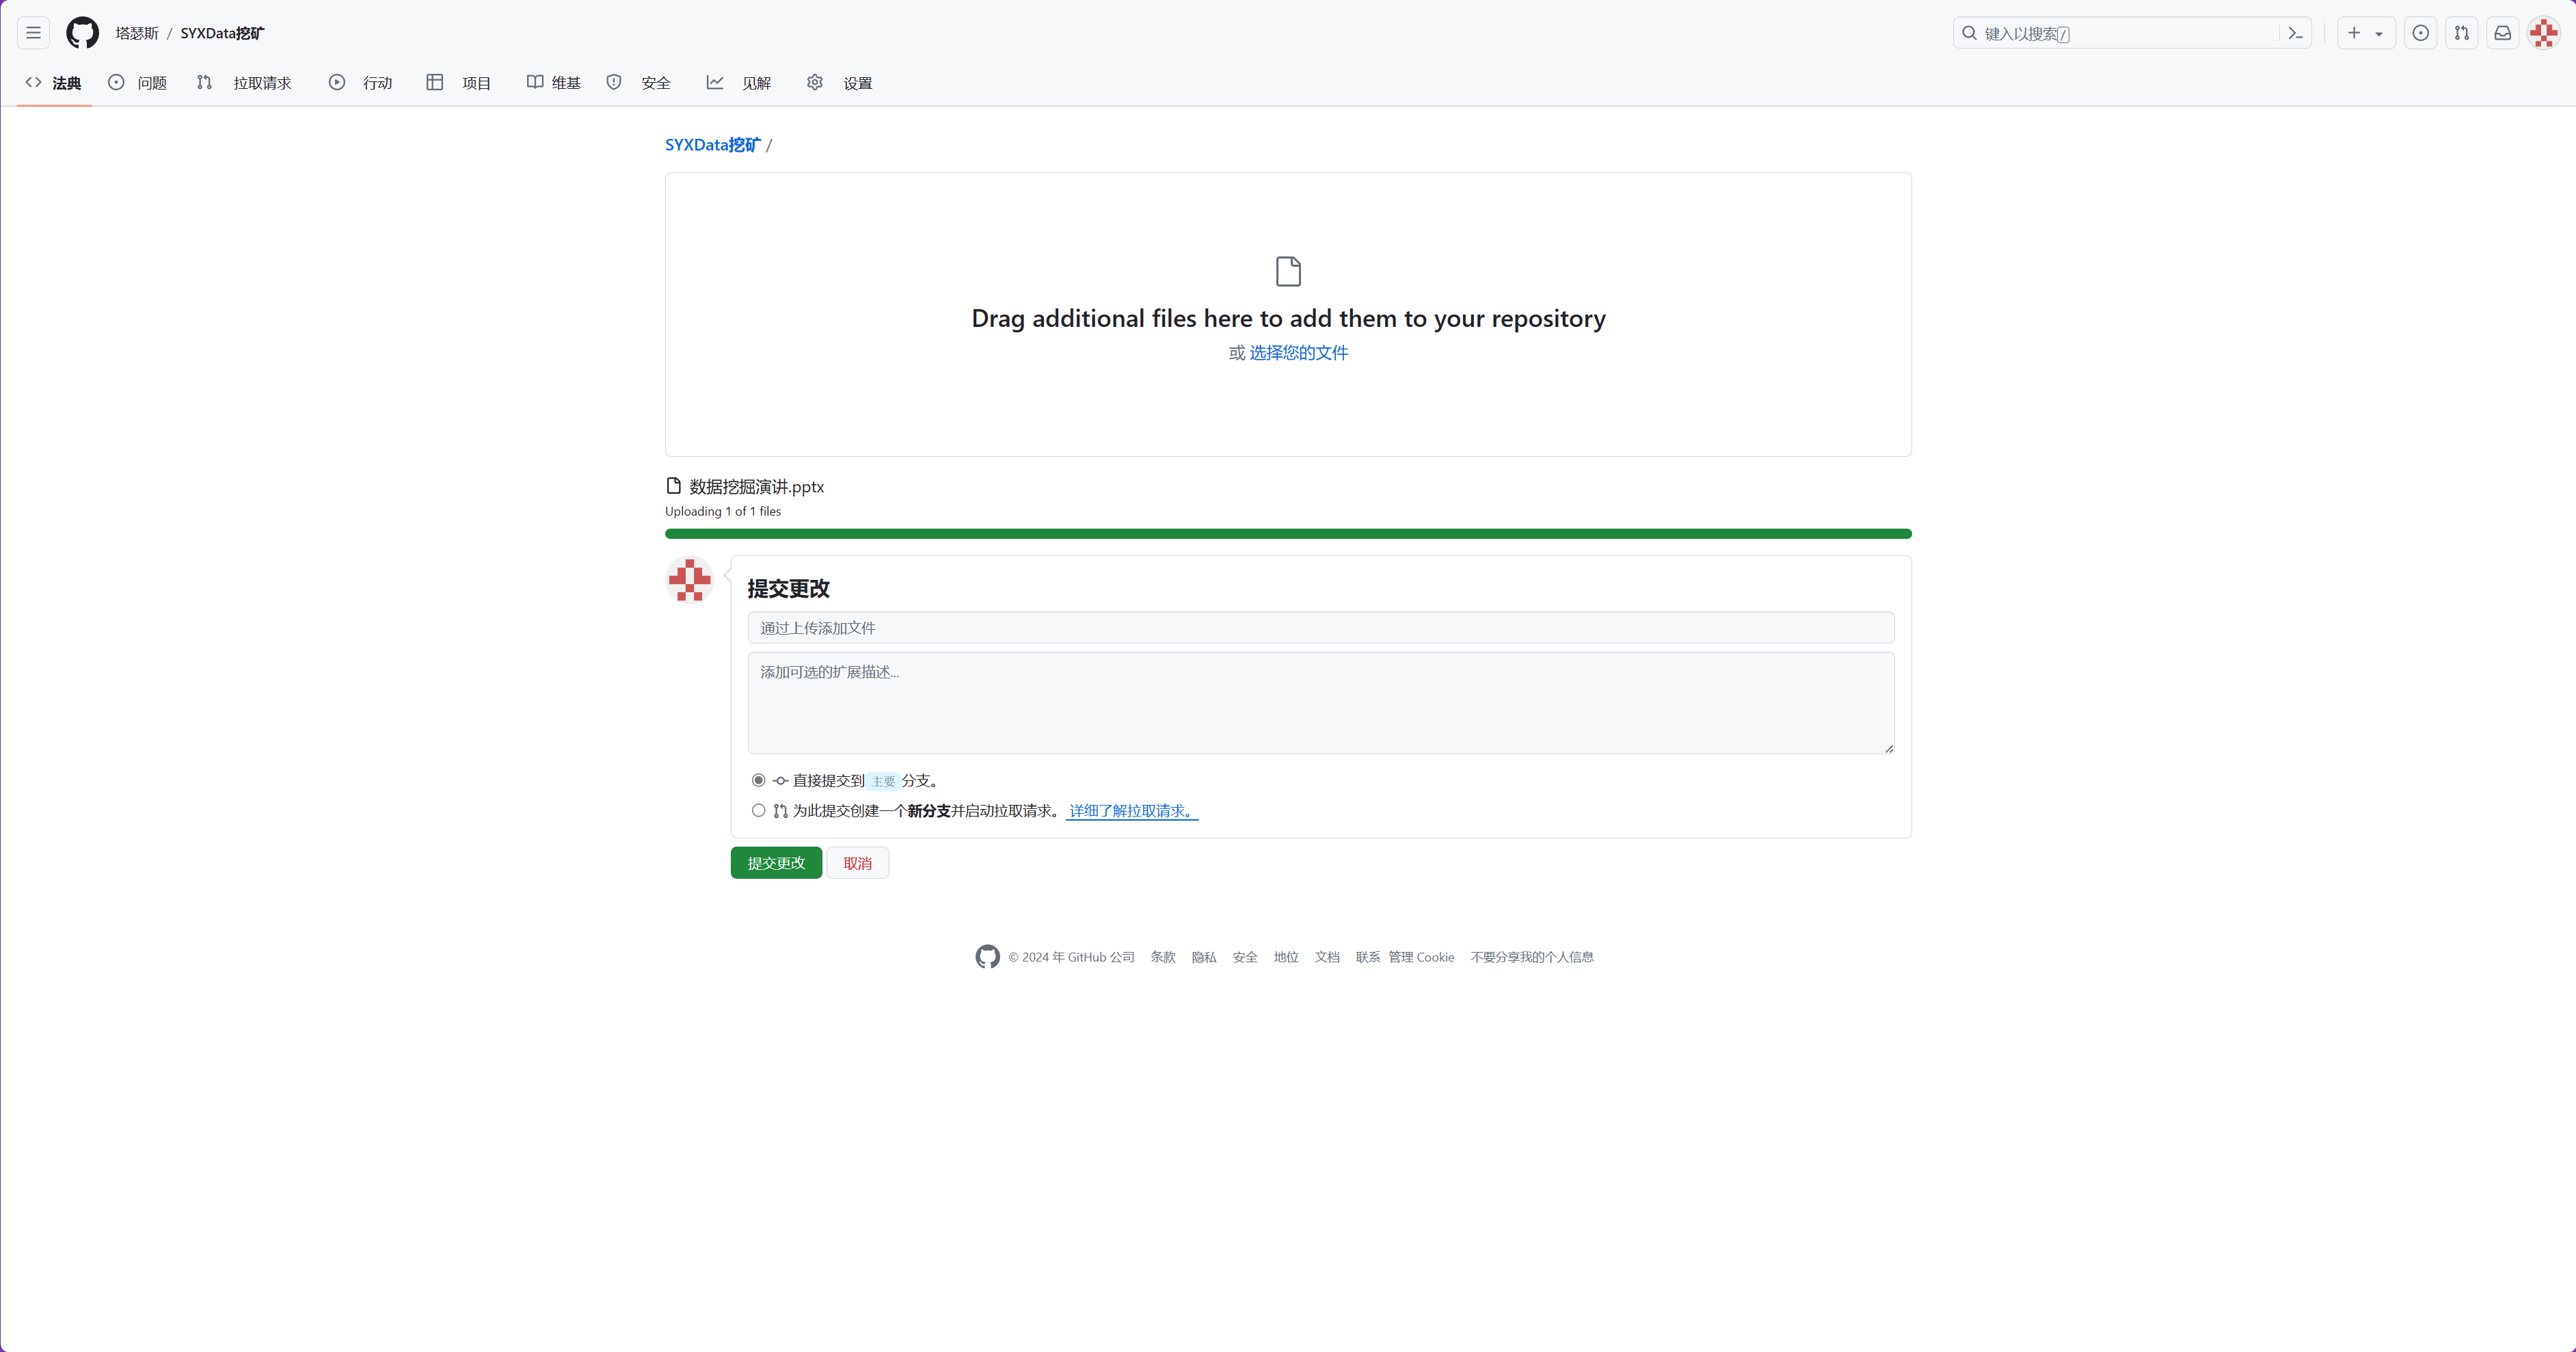 塔瑟斯 / SYXData挖矿
键入以搜索/
法典 问题 拉取请求 行动 项目 维基 安全 见解 设置
SYXData挖矿 /
Drag additional files here to add them to your repository
或 选择您的文件
数据挖掘演讲.pptx
Uploading 1 of 1 files
提交更改
通过上传添加文件
添加可选的扩展描述...
直接提交到 主要 分支。
为此提交创建一个新分支并启动拉取请求。 详细了解拉取请求。
提交更改 取消
© 2024 年 GitHub 公司 条款 隐私 安全 地位 文档 联系 管理 Cookie 不要分享我的个人信息